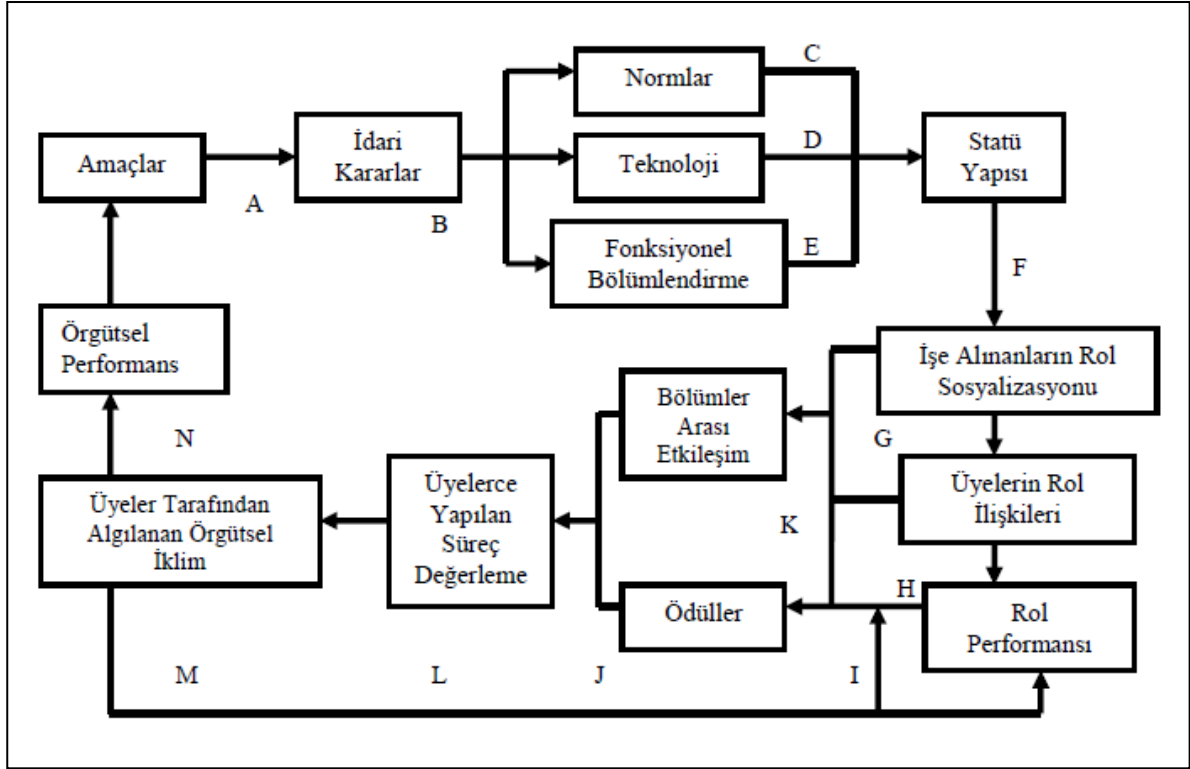 Normlar
C
İdari
Kararlar
Statü
Yapısı
Amaçlar
Teknoloji
D
A
B
Fonksiyonel
Bölümlendirme
E
F
Örgütsel
Performans
İşe Alınanların Rol
Sosyalizasyonu
Bölümler
Arası
Etkileşim
G
N
Üyeler Tarafından
Algılanan Örgütsel
İklim
Üyelerce
Yapılan
Süreç
Değerleme
Üyelerin Rol
İlişkileri
K
H
Ödüller
Rol
Performansı
M
L
J
I